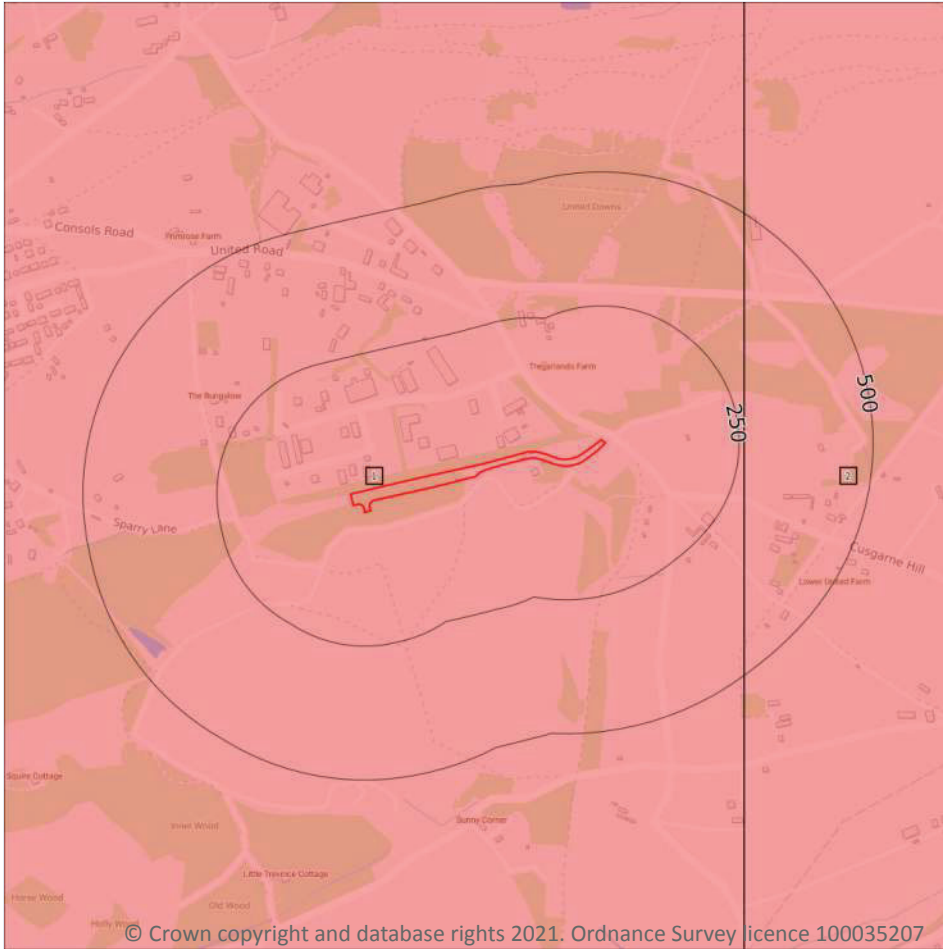 United Downs
Consols Road
Primrose Farm
United Road
Tregarlands Farm
The Bungalow
500
250
1
2
Sparry Lane
Cusgarne Hill
Lower United Farm
Squire Cottage
Sunny Corner
Little Trevince Cottage
Horse Wood
Old Wood
Holly Wood
© Crown copyright and database rights 2021. Ordnance Survey licence 100035207